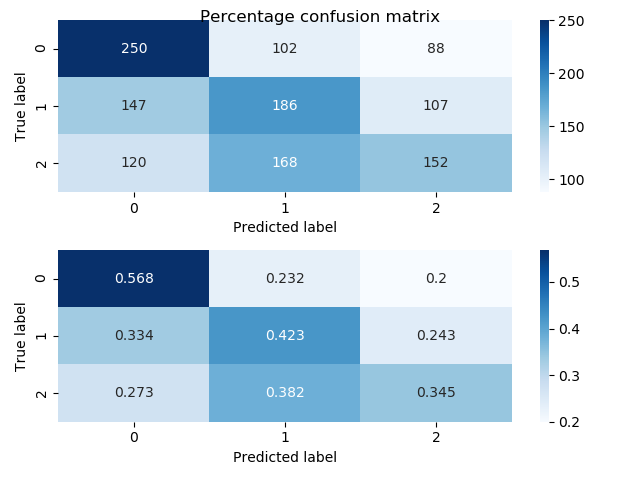 Percentage confusion matrix
True label
0 250 102 88
1 147 186 107
2 120 168 152
0 1 2
Predicted label
250
200
150
100
True label
0 0.568 0.232 0.2
1 0.334 0.423 0.243
2 0.273 0.382 0.345
0 1 2
Predicted label
0.5
0.4
0.3
0.2